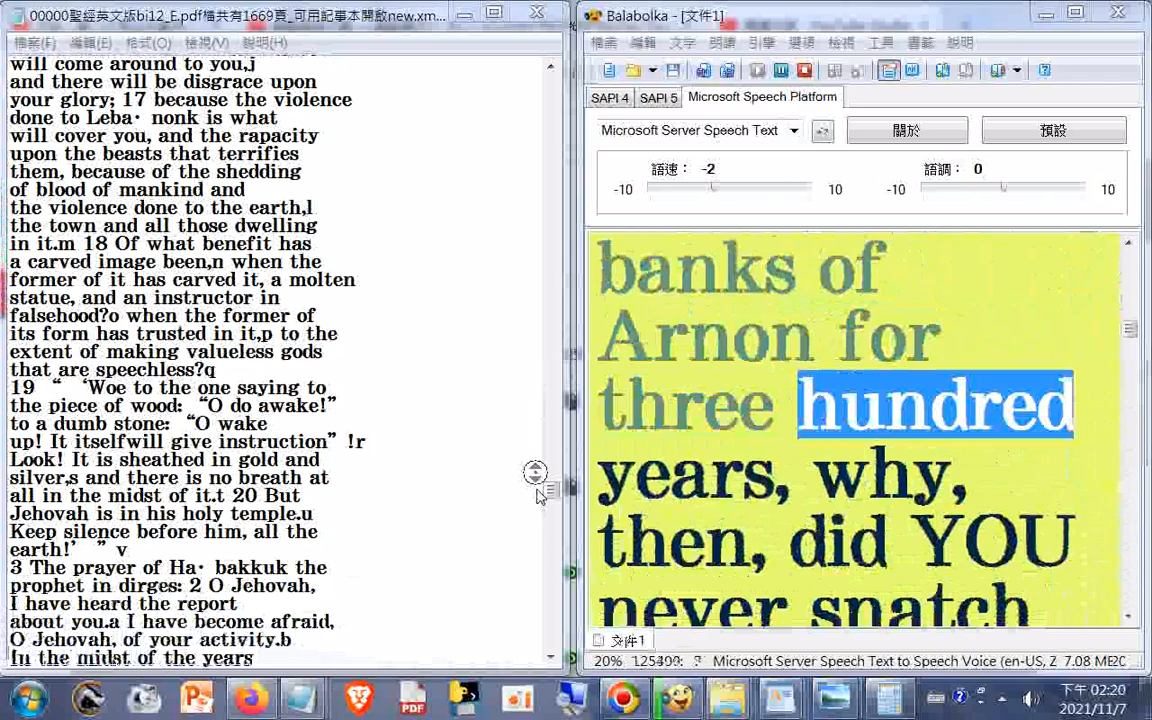 00000聖經英文版bi12_E.pdf檔共有1669頁_可用記事本開啟new.xm...
檔案(F) 編輯(E) 格式(O) 檢視(V) 說明(H)
will come around to you,j
and there will be disgrace upon
your glory; 17 because the violence
done to Leba· nonk is what
will cover you, and the rapacity
upon the beasts that terrifies
them, because of the shedding
of blood of mankind and
the violence done to the earth,l
the town and all those dwelling
in it.m 18 Of what benefit has
a carved image been,n when the
former of it has carved it, a molten
statue, and an instructor in
falsehood?o when the former of
its form has trusted in it,p to the
extent of making valueless gods
that are speechless?q
19 “ ‘Woe to the one saying to
the piece of wood: “O do awake!”
to a dumb stone: “O wake
up! It itselfwill give instruction”!r
Look! It is sheathed in gold and
silver,s and there is no breath at
all in the midst of it.t 20 But
Jehovah is in his holy temple.u
Keep silence before him, all the
earth!’ ” v
3 The prayer of Ha· bakkuk the
prophet in dirges: 2 O Jehovah,
I have heard the report
about you.a I have become afraid,
O Jehovah, of your activity.b
In the midst of the years
Balabolka - [文件1]
檔案 編輯 文字 朗讀 引擎 選項 檢視 工具 書籤 說明
SAPI 4 SAPI 5 Microsoft Speech Platform
Microsoft Server Speech Text 關於 預設
語速： -2 語調： 0
-10 10 -10 10
banks of
Arnon for
three hundred
years, why,
then, did YOU
never snatch
文件1
20% Microsoft Server Speech Text to Speech Voice (en-US, Z 7.08 ME
PDF
下午 02:20
2021/11/7